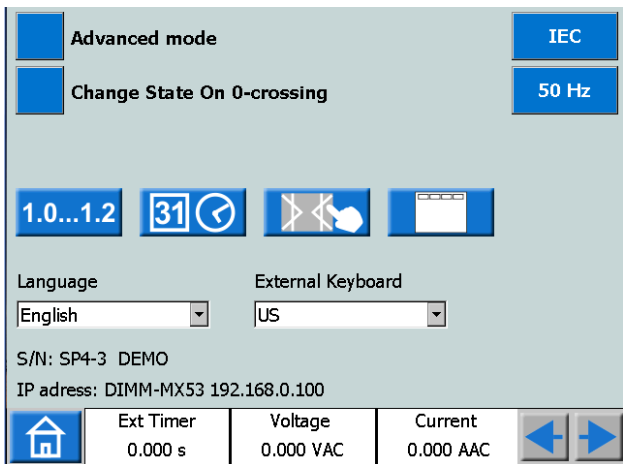 Advanced mode
IEC
Change State On 0-crossing
50 Hz
1.0...1.2
31
Language
External Keyboard
English
US
S/N: SP4-3 DEMO
IP adress: DIMM-MX53 192.168.0.100
Ext Timer
Voltage
Current
0.000 s
0.000 VAC
0.000 AAC